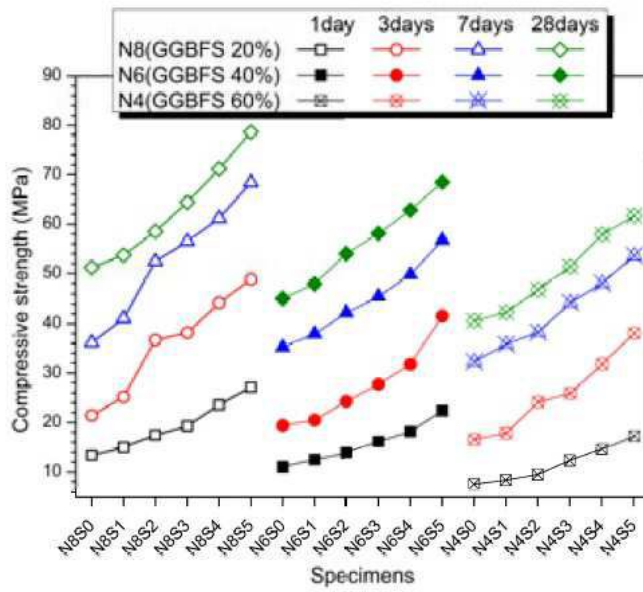 1day 3days 7days 28days
N8(GGBFS 20%)
N6(GGBFS 40%)
N4(GGBFS 60%)
90
80
70
60
50
40
30
20
10
Compressive strength (MPa)
N8S0 N8S1 N8S2 N8S3 N8S4 N8S5 N6S0 N6S1 N6S2 N6S3 N6S4 N6S5 N4S0 N4S1 N4S2 N4S3 N4S4 N4S5
Specimens